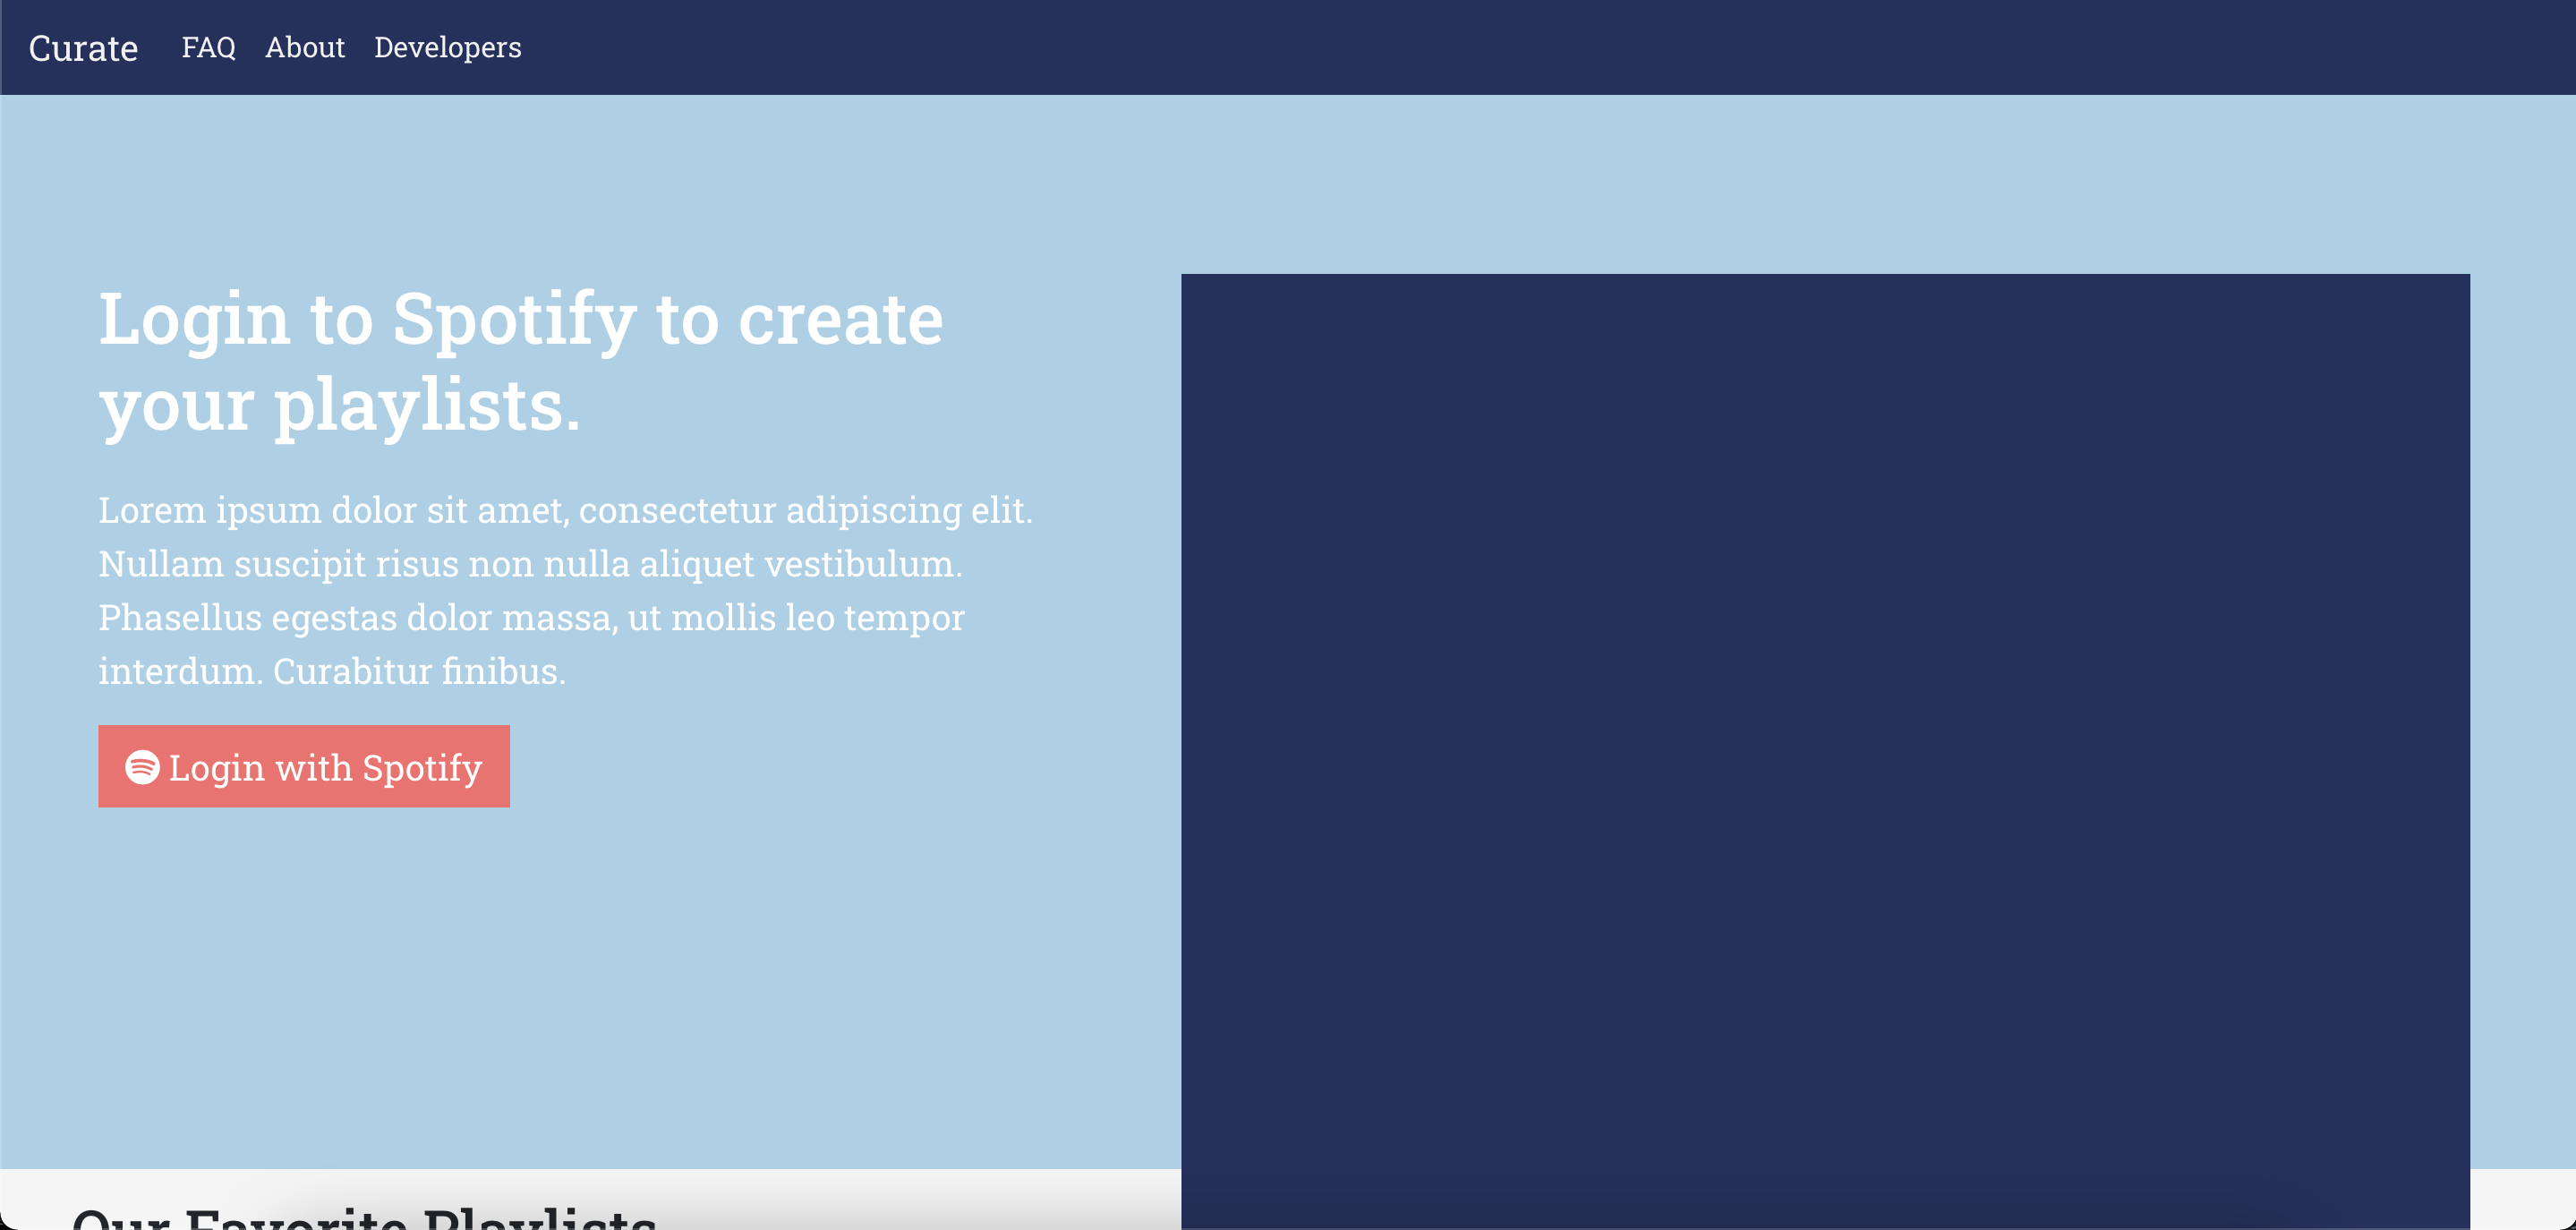 Curate FAQ About Developers
Login to Spotify to create
your playlists.
Lorem ipsum dolor sit amet, consectetur adipiscing elit.
Nullam suscipit risus non nulla aliquet vestibulum.
Phasellus egestas dolor massa, ut mollis leo tempor
interdum. Curabitur finibus.
Login with Spotify
Our Favorite Playlists